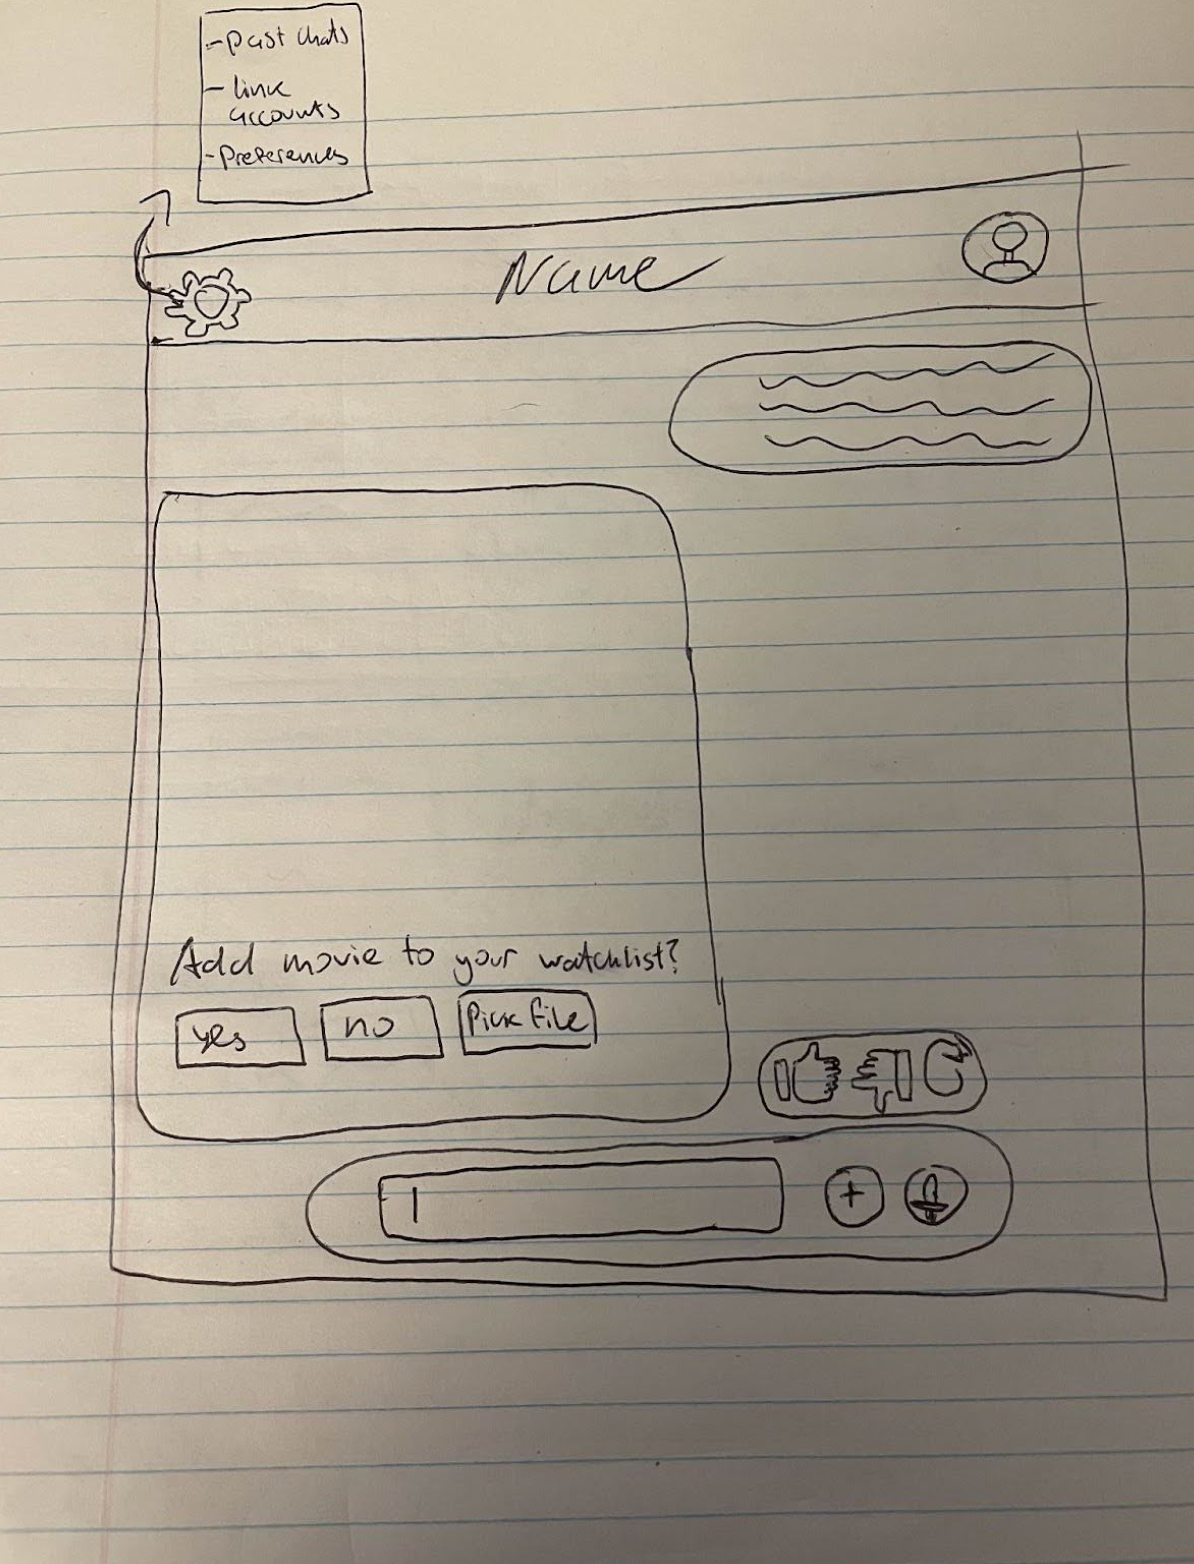 - past chats
- link
accounts
- Preferences
Name
Add movie to your watchlist?
yes
no
Pick file
+